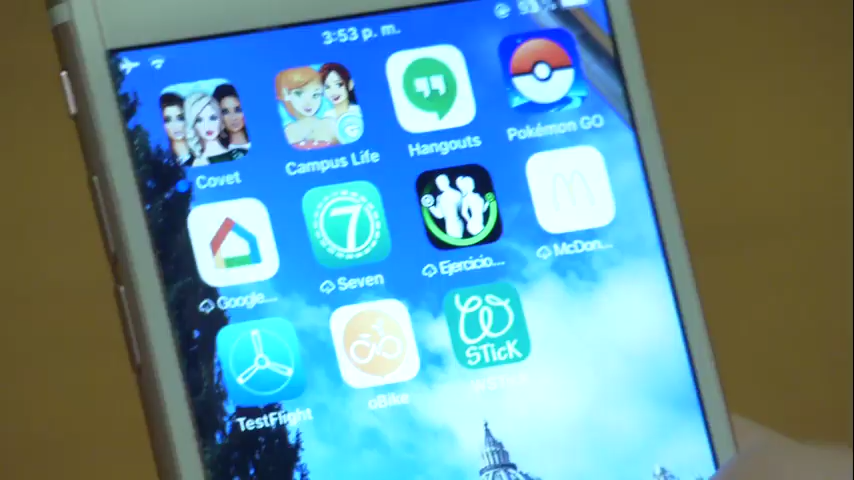 3:53 p. m.
Covet
Campus Life
Hangouts
Pokémon GO
7
Google...
Seven
Ejercicio...
McDon...
STicK
TestFlight
oBike